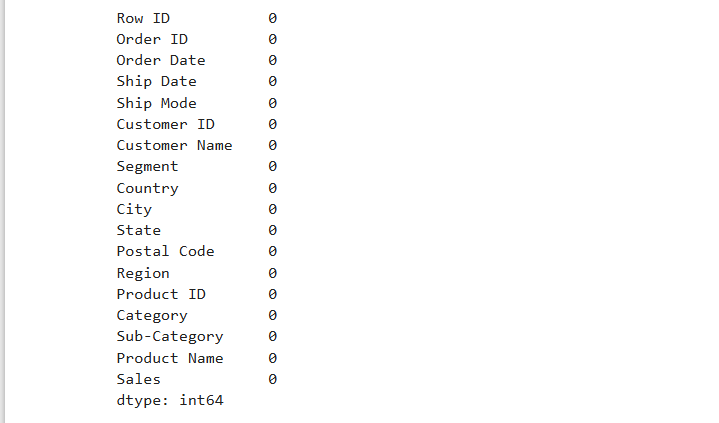 Row ID 0
Order ID 0
Order Date 0
Ship Date 0
Ship Mode 0
Customer ID 0
Customer Name 0
Segment 0
Country 0
City 0
State 0
Postal Code 0
Region 0
Product ID 0
Category 0
Sub-Category 0
Product Name 0
Sales 0
dtype: int64